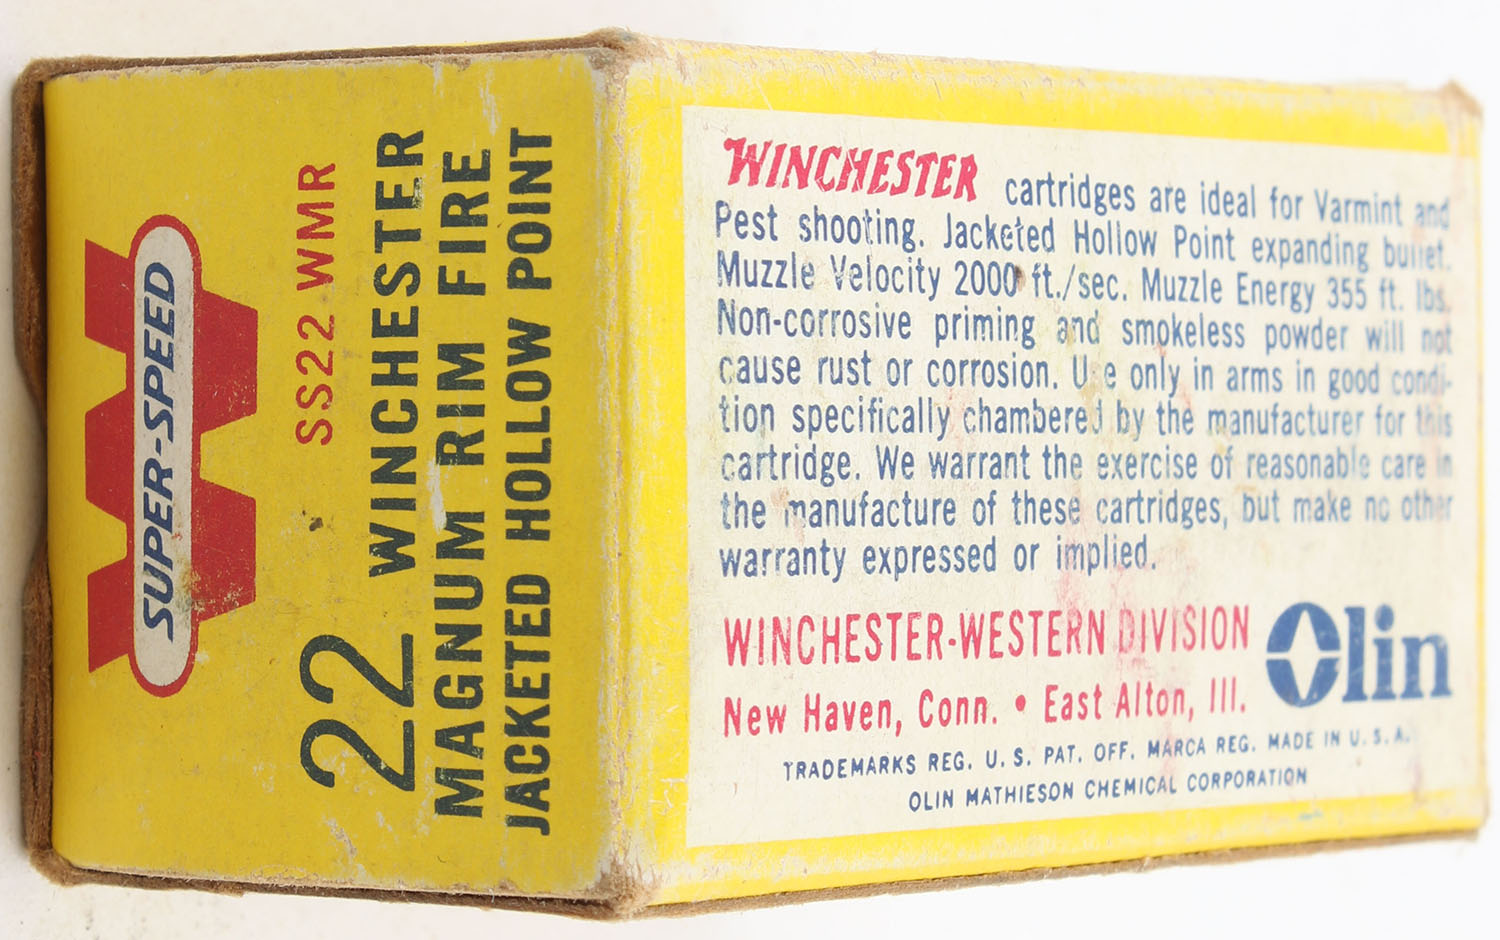 SUPER-SPEED
SS22 WMR
22 WINCHESTER
MAGNUM RIM FIRE
JACKETED HOLLOW POINT
WINCHESTER cartridges are ideal for Varmint and
Pest shooting. Jacketed Hollow Point expanding bullet.
Muzzle Velocity 2000 ft./sec. Muzzle Energy 355 ft. lbs.
Non-corrosive priming and smokeless powder will not
cause rust or corrosion. Use only in arms in good condi-
tion specifically chambered by the manufacturer for this
cartridge. We warrant the exercise of reasonable care in
the manufacture of these cartridges, but make no other
warranty expressed or implied.
WINCHESTER-WESTERN DIVISION
New Haven, Conn. • East Alton, Ill.
Olin
TRADEMARKS REG. U. S. PAT. OFF. MARCA REG. MADE IN U. S. A.
OLIN MATHIESON CHEMICAL CORPORATION